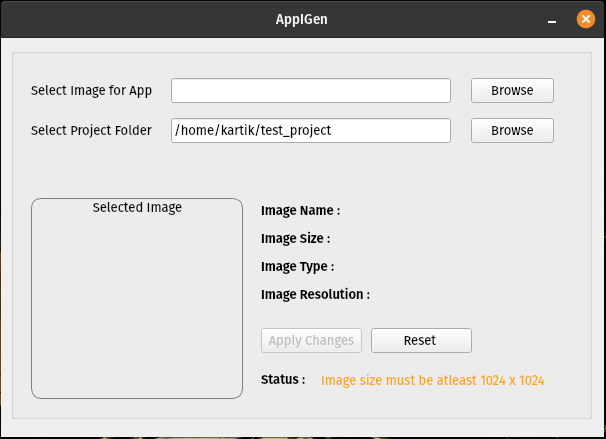 AppIGen
Select Image for App
Browse
Select Project Folder
/home/kartik/test_project
Browse
Selected Image
Image Name :
Image Size :
Image Type :
Image Resolution :
Apply Changes
Reset
Status :
Image size must be atleast 1024 x 1024